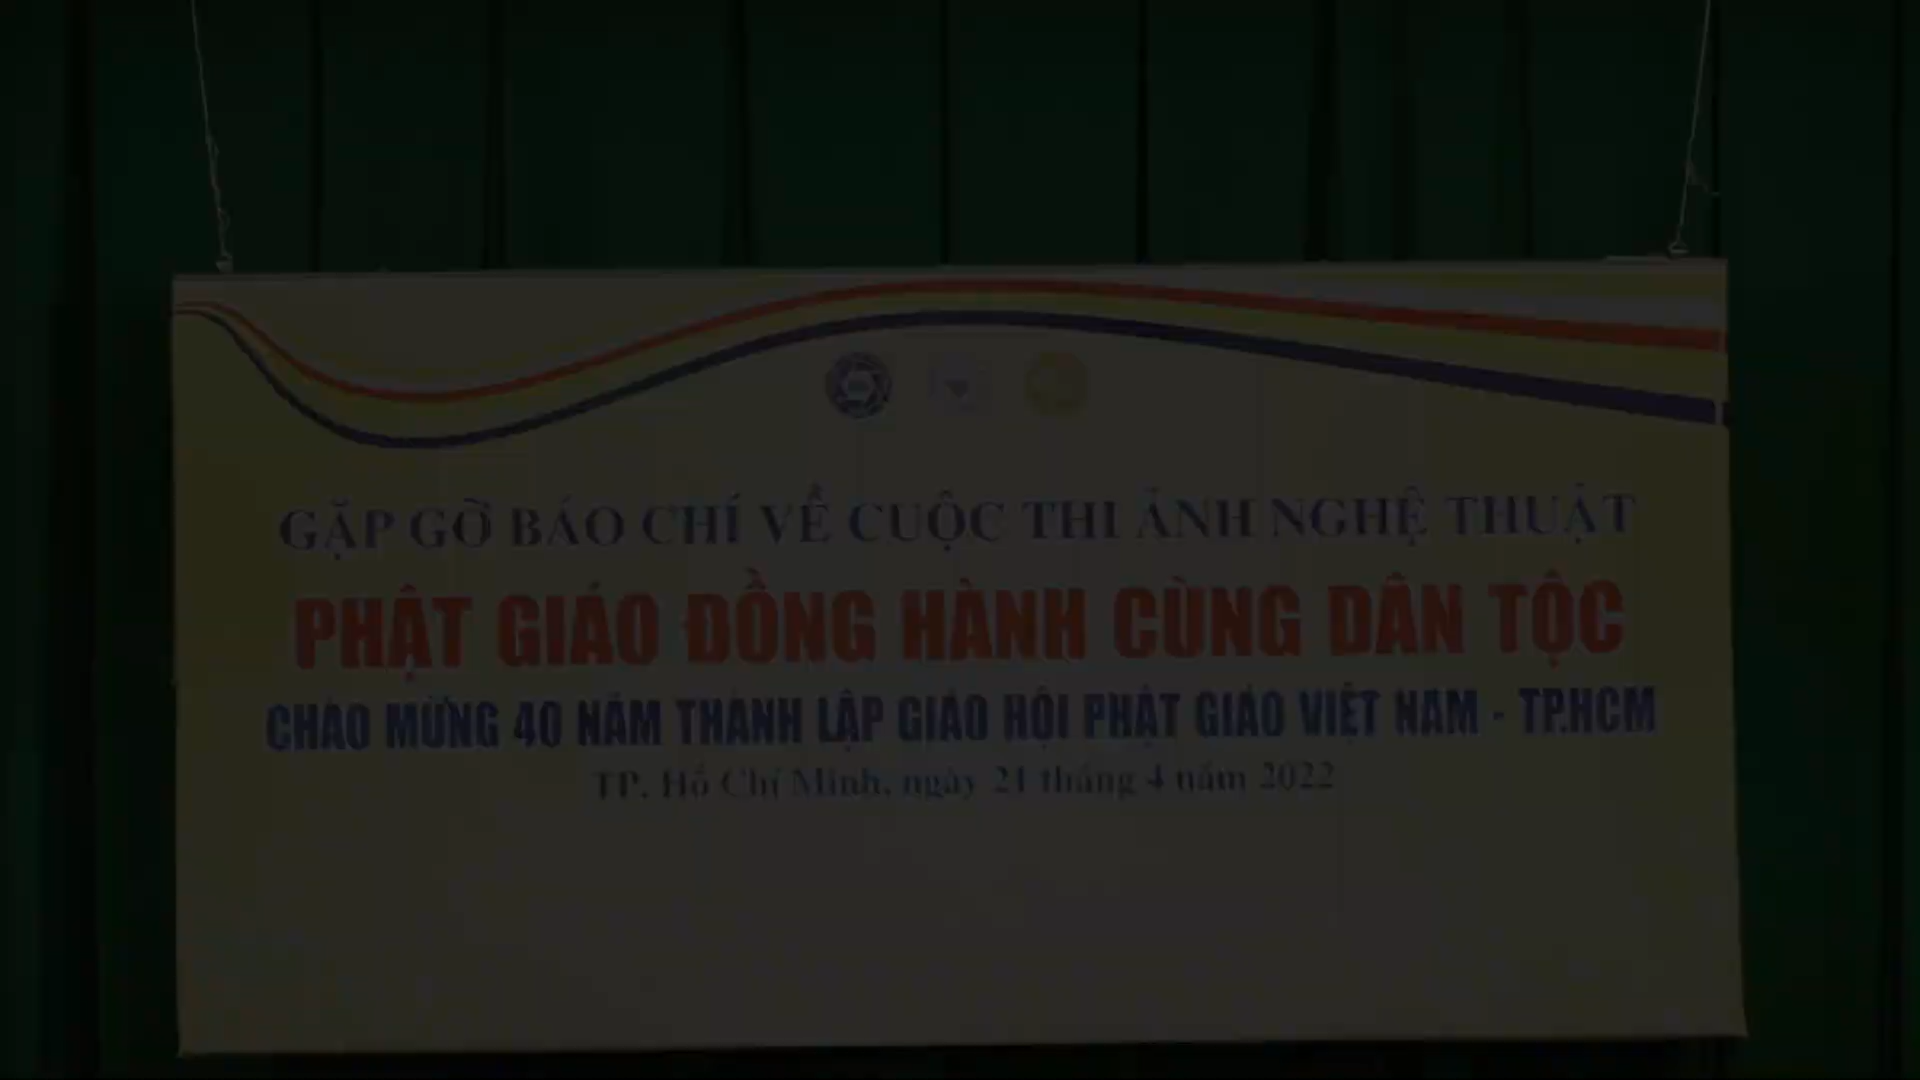 GẶP GỠ BÁO CHÍ VỀ CUỘC THI ẢNH NGHỆ THUẬT
PHẬT GIÁO ĐỒNG HÀNH CÙNG DÂN TỘC
CHÀO MỪNG 40 NĂM THÀNH LẬP GIÁO HỘI PHẬT GIÁO VIỆT NAM - TP.HCM
TP. Hồ Chí Minh, ngày 21 tháng 4 năm 2022